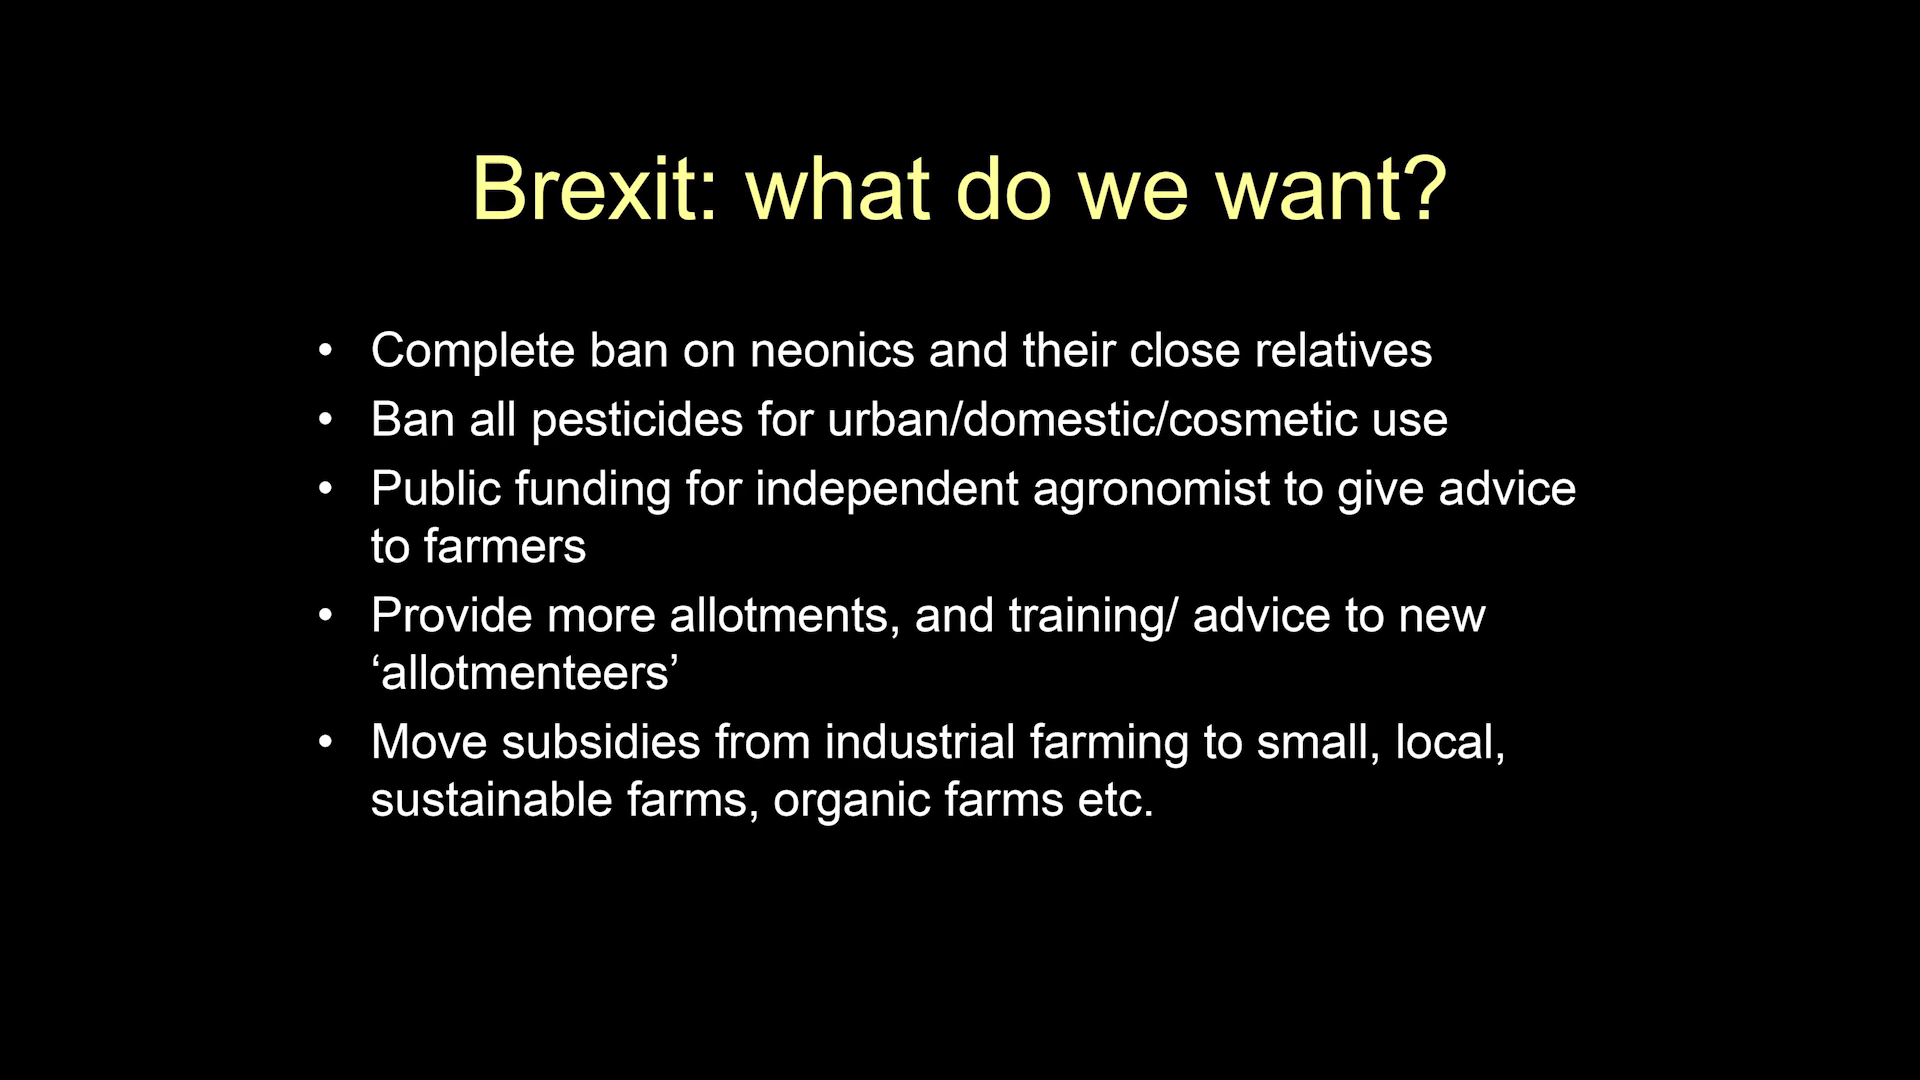 Brexit: what do we want?
• Complete ban on neonics and their close relatives
• Ban all pesticides for urban/domestic/cosmetic use
• Public funding for independent agronomist to give advice
to farmers
• Provide more allotments, and training/ advice to new
‘allotmenteers’
• Move subsidies from industrial farming to small, local,
sustainable farms, organic farms etc.